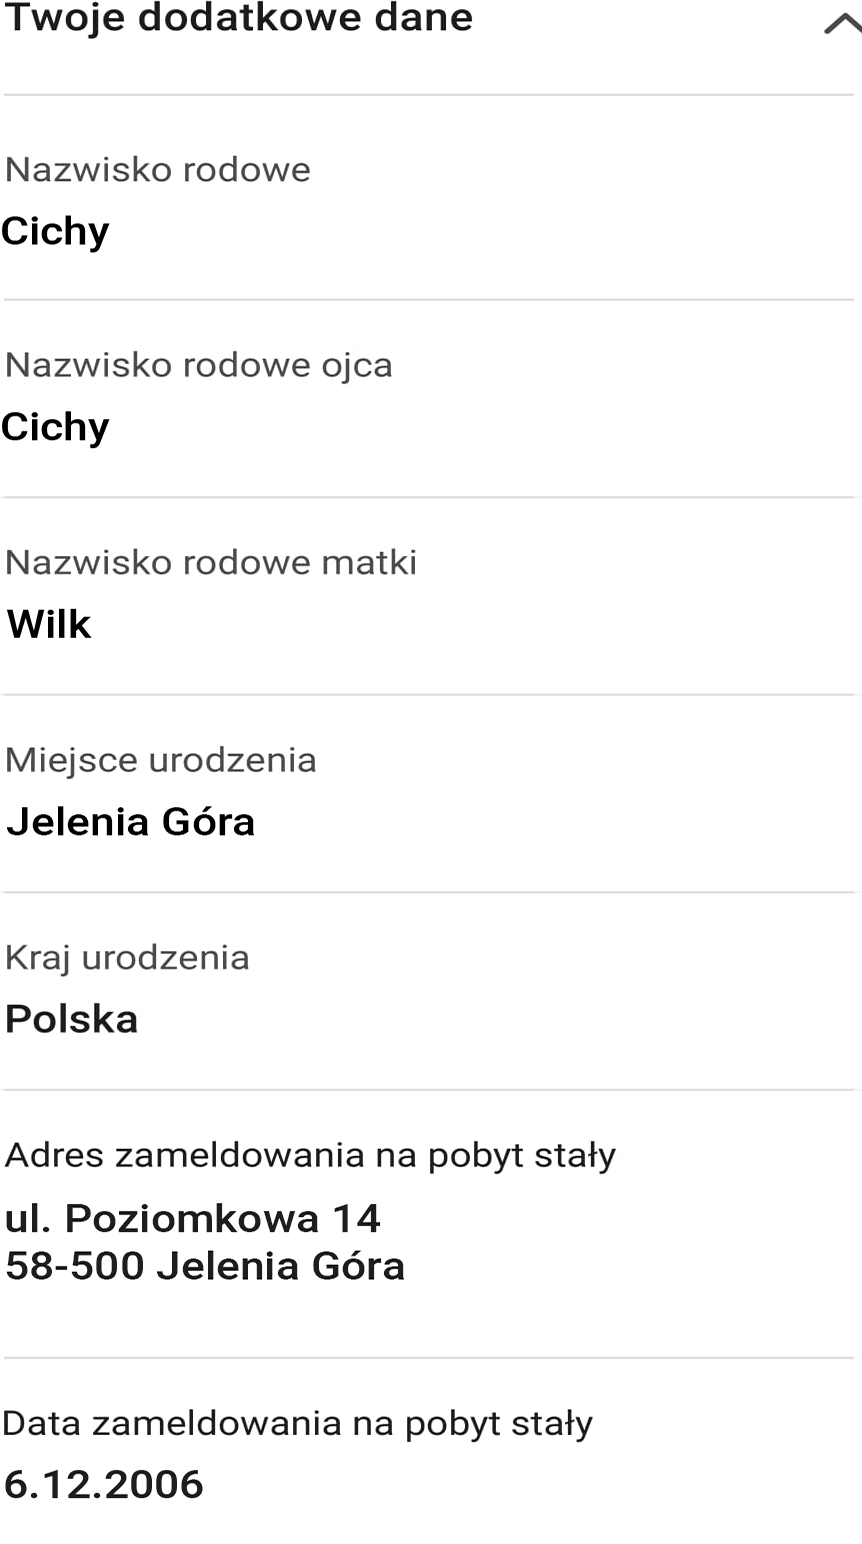 Twoje dodatkowe dane
Nazwisko rodowe
Cichy
Nazwisko rodowe ojca
Cichy
Nazwisko rodowe matki
Wilk
Miejsce urodzenia
Jelenia Góra
Kraj urodzenia
Polska
Adres zameldowania na pobyt stały
ul. Poziomkowa 14
58-500 Jelenia Góra
Data zameldowania na pobyt stały
6.12.2006